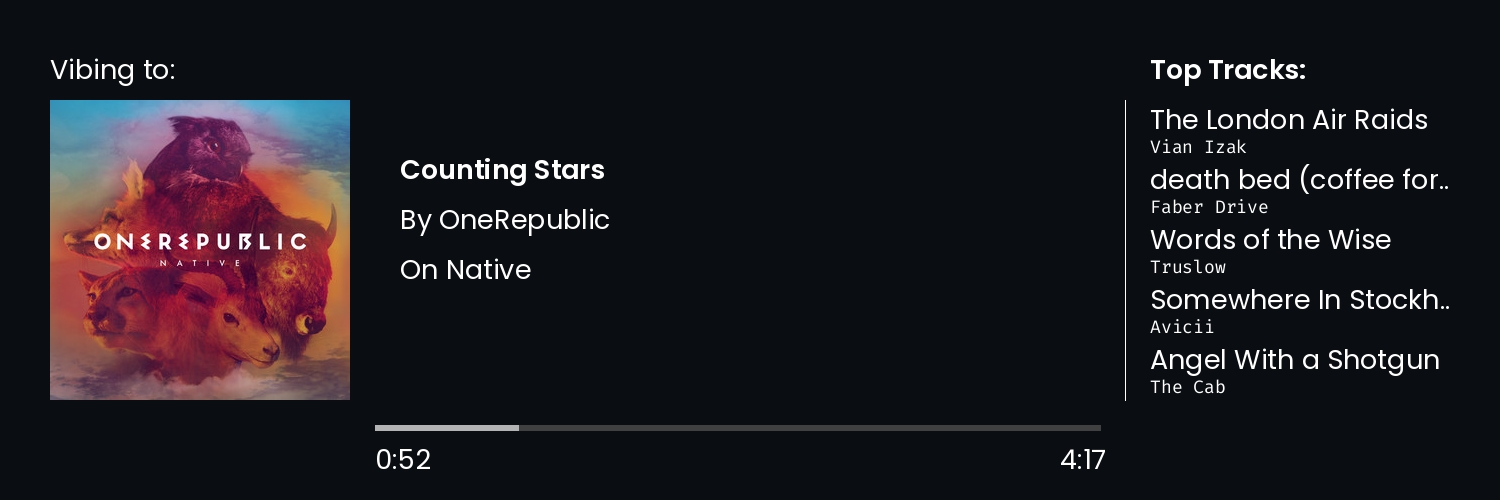 Vibing to:
ONEREPUBLIC
NATIVE
Counting Stars
By OneRepublic
On Native
0:52
4:17
Top Tracks:
The London Air Raids
Vian Izak
death bed (coffee for..
Faber Drive
Words of the Wise
Truslow
Somewhere In Stockh..
Avicii
Angel With a Shotgun
The Cab